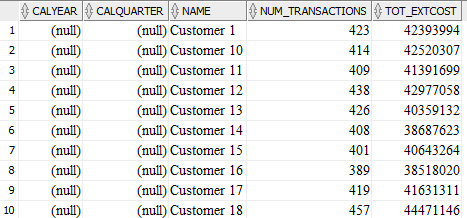 CALYEAR CALQUARTER NAME NUM_TRANSACTIONS TOT_EXTCOST
1 (null) (null) Customer 1 423 42393994
2 (null) (null) Customer 10 414 42520307
3 (null) (null) Customer 11 409 41391699
4 (null) (null) Customer 12 438 42977058
5 (null) (null) Customer 13 426 40359132
6 (null) (null) Customer 14 408 38687623
7 (null) (null) Customer 15 401 40643264
8 (null) (null) Customer 16 389 38518020
9 (null) (null) Customer 17 419 41631311
10 (null) (null) Customer 18 457 44471146